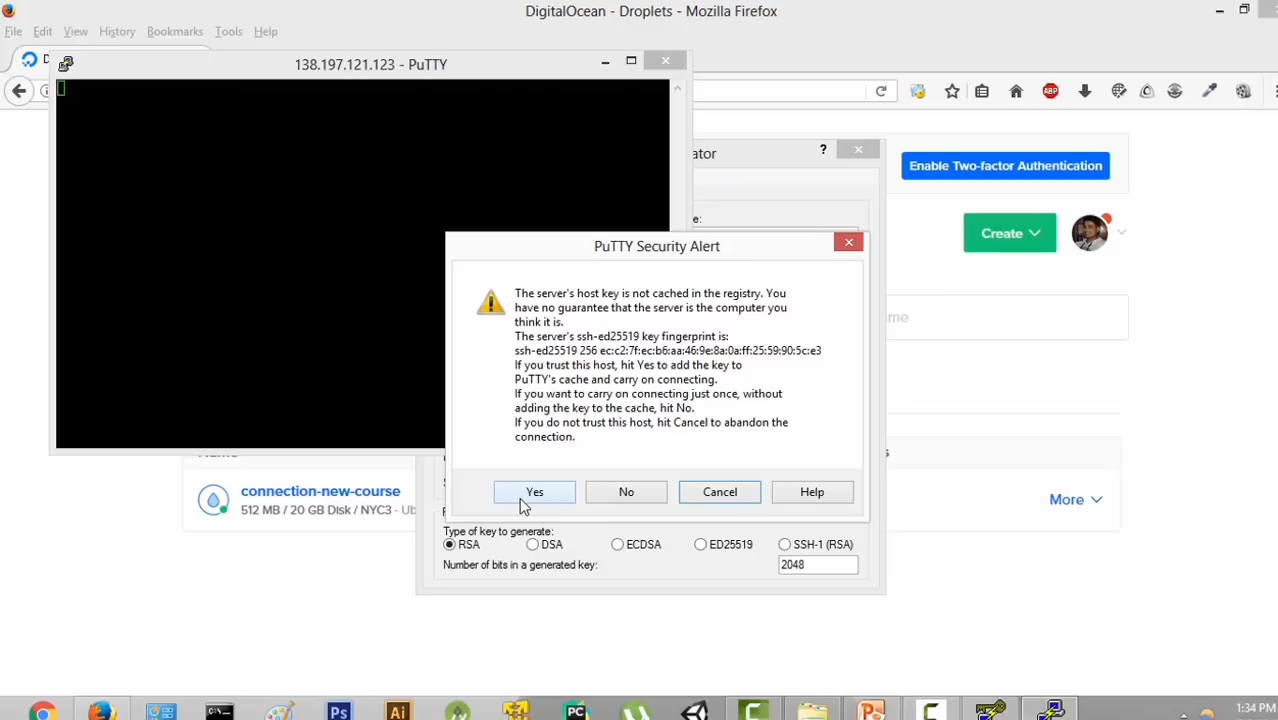 DigitalOcean - Droplets - Mozilla Firefox
File Edit View History Bookmarks Tools Help
D
138.197.121.123 - PuTTY
ABP
ator
?
Enable Two-factor Authentication
e:
Create
PuTTY Security Alert
The server's host key is not cached in the registry. You
have no guarantee that the server is the computer you
think it is.
The server's ssh-ed25519 key fingerprint is:
ssh-ed25519 256 ec:c2:7f:ec:b6:aa:46:9e:8a:0a:ff:25:59:90:5c:e3
If you trust this host, hit Yes to add the key to
PuTTY's cache and carry on connecting.
If you want to carry on connecting just once, without
adding the key to the cache, hit No.
If you do not trust this host, hit Cancel to abandon the
connection.
Yes No Cancel Help
ame
s
connection-new-course
512 MB / 20 GB Disk / NYC3 - Ub
More
Type of key to generate:
RSA DSA ECDSA ED25519 SSH-1 (RSA)
Number of bits in a generated key:
2048
Ps Ai PC
1:34 PM